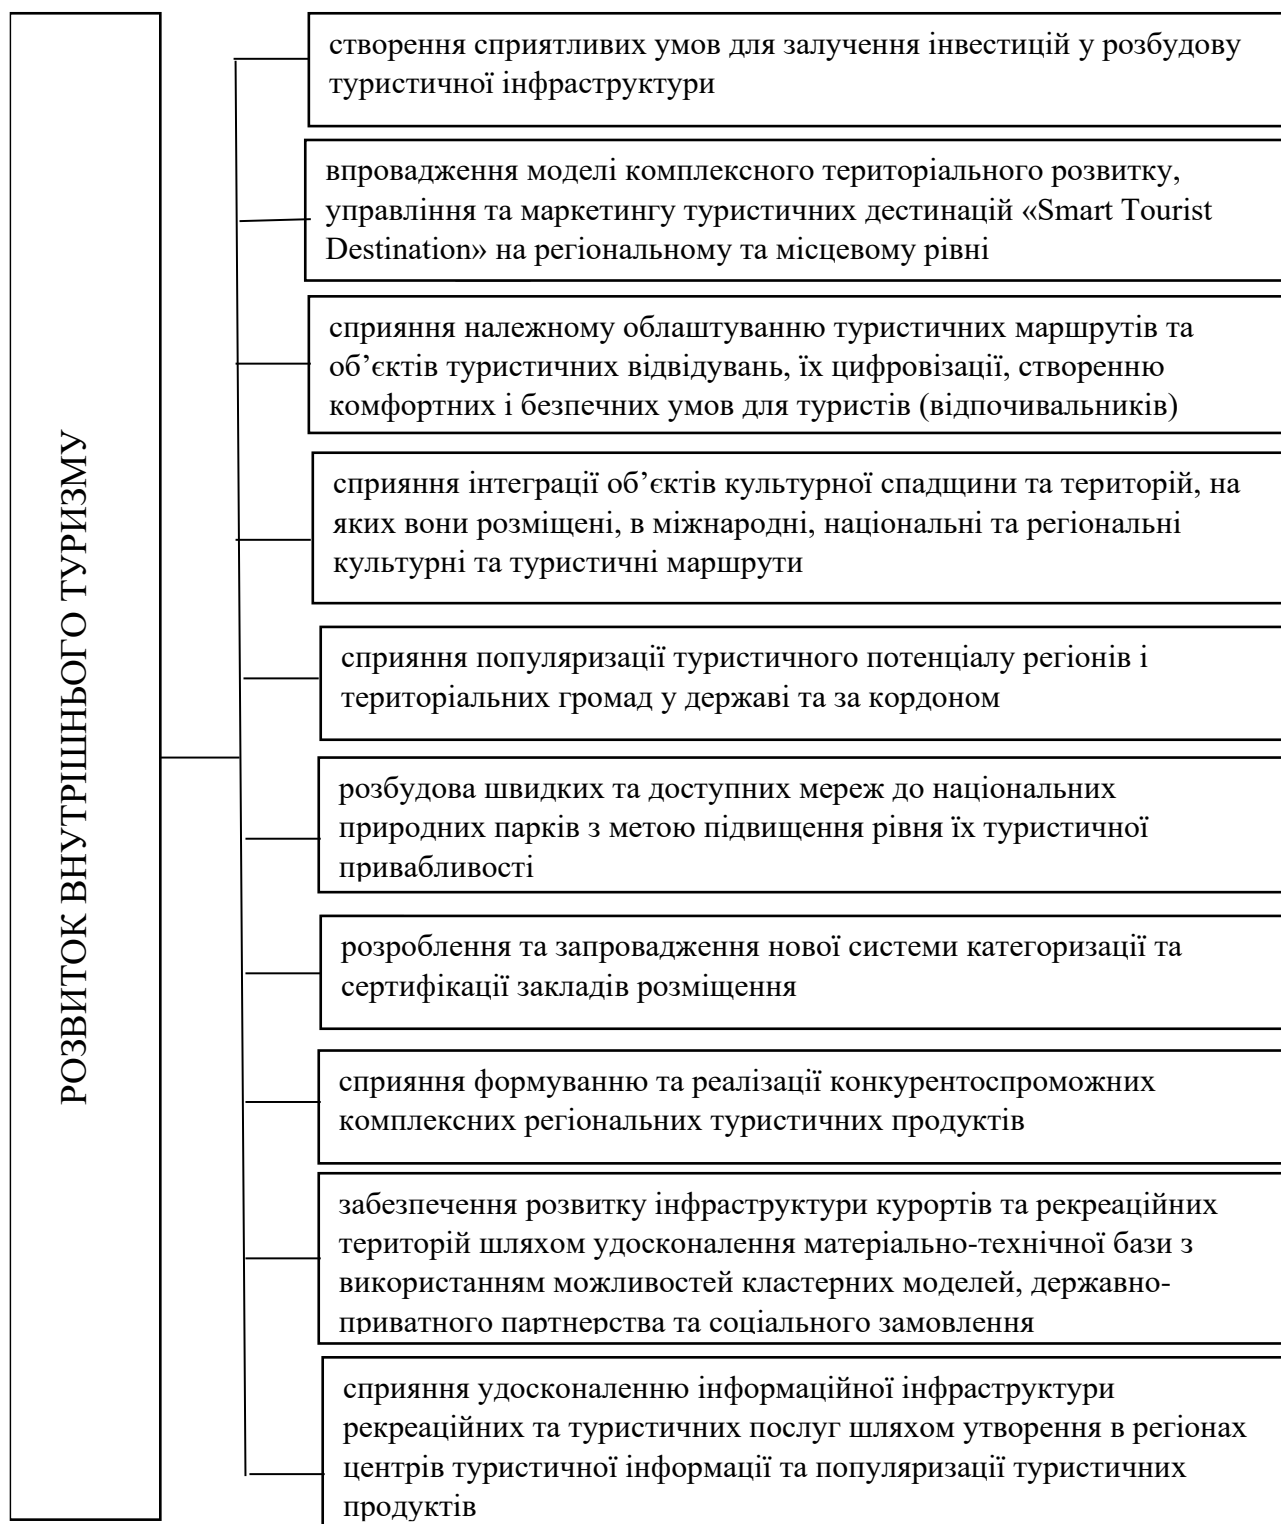 РОЗВИТОК ВНУТРІШНЬОГО ТУРИЗМУ
створення сприятливих умов для залучення інвестицій у розбудову
туристичної інфраструктури
впровадження моделі комплексного територіального розвитку,
управління та маркетингу туристичних дестинацій «Smart Tourist
Destination» на регіональному та місцевому рівні
сприяння належному облаштуванню туристичних маршрутів та
об’єктів туристичних відвідувань, їх цифровізації, створенню
комфортних і безпечних умов для туристів (відпочивальників)
сприяння інтеграції об’єктів культурної спадщини та територій, на
яких вони розміщені, в міжнародні, національні та регіональні
культурні та туристичні маршрути
сприяння популяризації туристичного потенціалу регіонів і
територіальних громад у державі та за кордоном
розбудова швидких та доступних мереж до національних
природних парків з метою підвищення рівня їх туристичної
привабливості
розроблення та запровадження нової системи категоризації та
сертифікації закладів розміщення
сприяння формуванню та реалізації конкурентоспроможних
комплексних регіональних туристичних продуктів
забезпечення розвитку інфраструктури курортів та рекреаційних
територій шляхом удосконалення матеріально-технічної бази з
використанням можливостей кластерних моделей, державно-
приватного партнерства та соціального замовлення
сприяння удосконаленню інформаційної інфраструктури
рекреаційних та туристичних послуг шляхом утворення в регіонах
центрів туристичної інформації та популяризації туристичних
продуктів